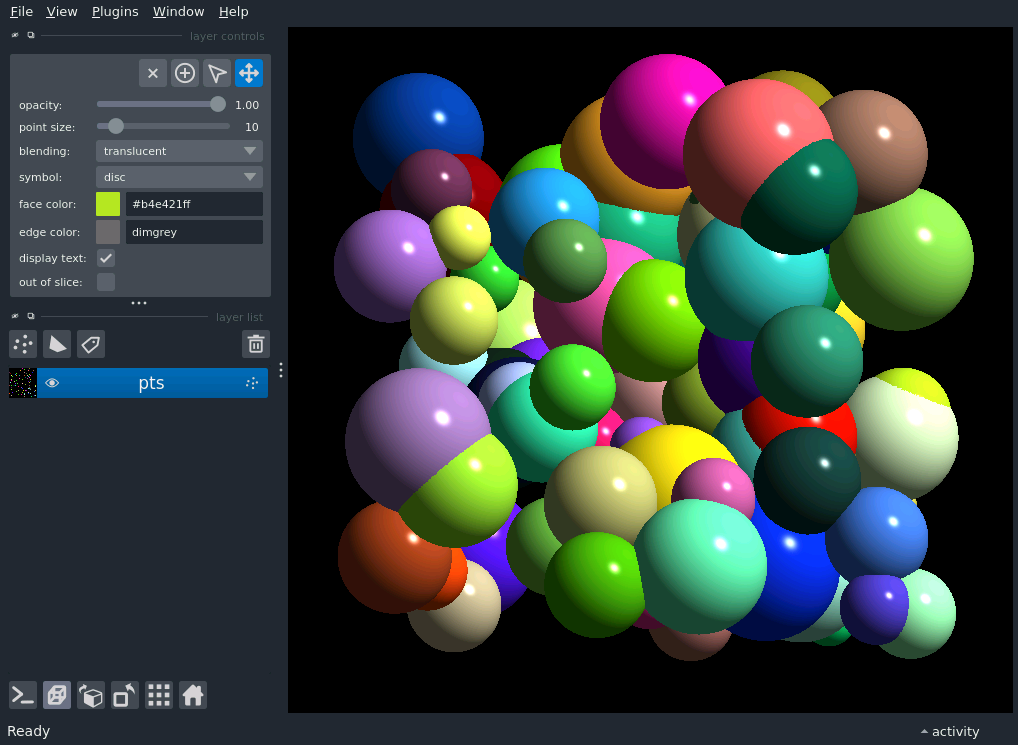 File View Plugins Window Help
layer controls
opacity: 1.00
point size: 10
blending: translucent
symbol: disc
face color: #b4e421ff
edge color: dimgrey
display text:
out of slice:
layer list
pts
Ready activity